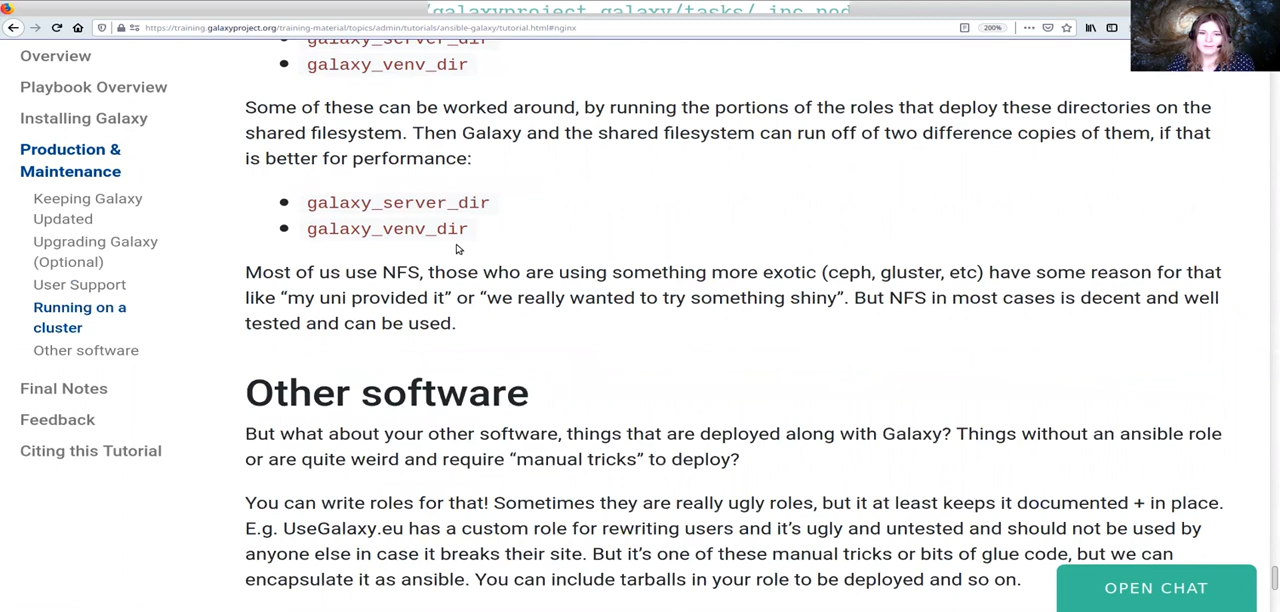 /galaxyproject.galaxy/tasks/
https://training.galaxyproject.org/training-material/topics/admin/tutorials/ansible-galaxy/tutorial.html#nginx
200%
Overview
Playbook Overview
Installing Galaxy
Production &
Maintenance
Keeping Galaxy
Updated
Upgrading Galaxy
(Optional)
User Support
Running on a
cluster
Other software
Final Notes
Feedback
Citing this Tutorial
galaxy_server_dir
galaxy_venv_dir
Some of these can be worked around, by running the portions of the roles that deploy these directories on the
shared filesystem. Then Galaxy and the shared filesystem can run off of two difference copies of them, if that
is better for performance:
galaxy_server_dir
galaxy_venv_dir
Most of us use NFS, those who are using something more exotic (ceph, gluster, etc) have some reason for that
like “my uni provided it” or “we really wanted to try something shiny”. But NFS in most cases is decent and well
tested and can be used.
Other software
But what about your other software, things that are deployed along with Galaxy? Things without an ansible role
or are quite weird and require “manual tricks” to deploy?
You can write roles for that! Sometimes they are really ugly roles, but it at least keeps it documented + in place.
E.g. UseGalaxy.eu has a custom role for rewriting users and it’s ugly and untested and should not be used by
anyone else in case it breaks their site. But it’s one of these manual tricks or bits of glue code, but we can
encapsulate it as ansible. You can include tarballs in your role to be deployed and so on.
OPEN CHAT